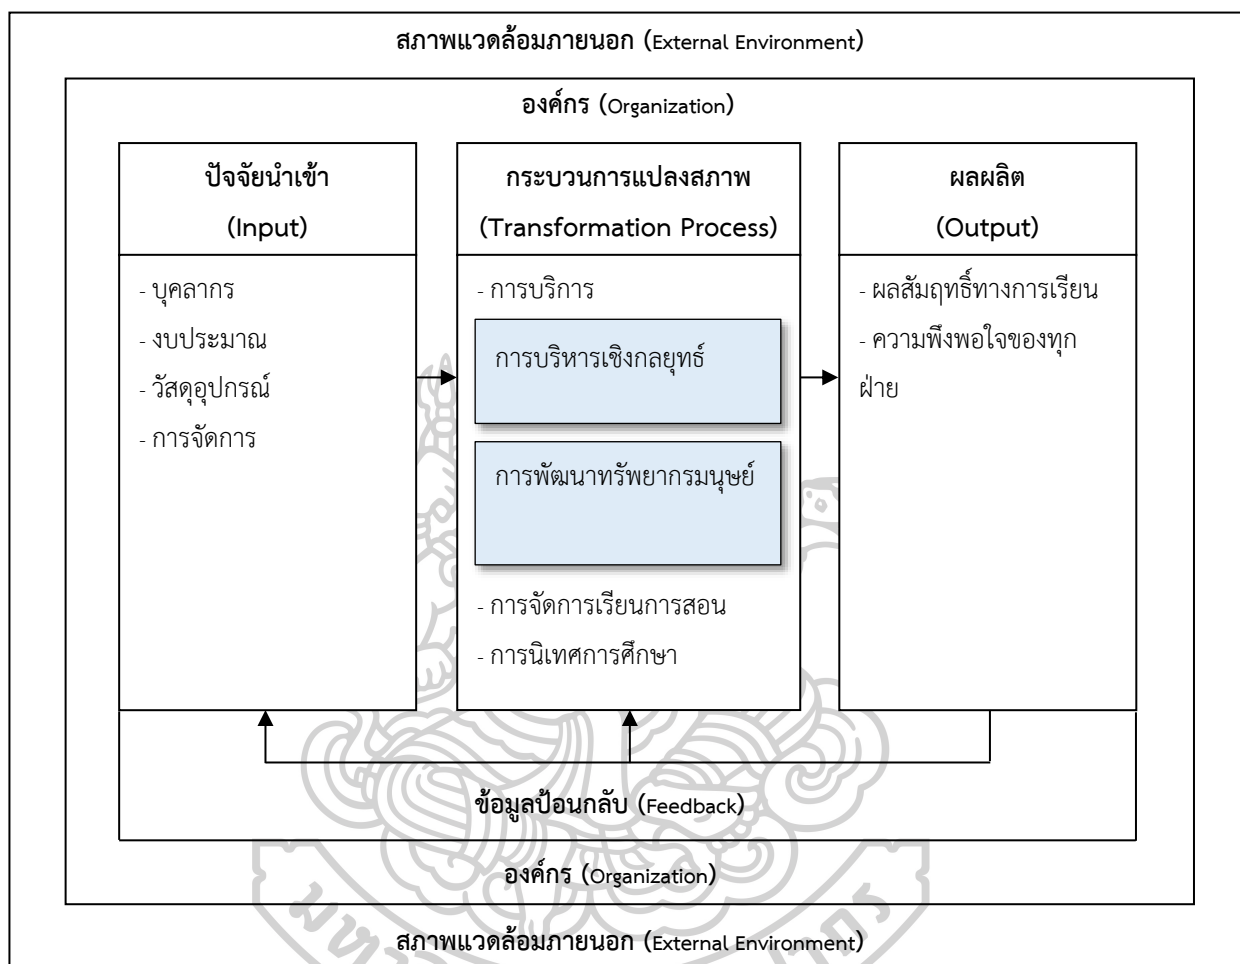 สภาพแวดล้อมภายนอก (External Environment)
องค์กร (Organization)
ปัจจัยนำเข้า
(Input)
- บุคลากร
- งบประมาณ
- วัสดุอุปกรณ์
- การจัดการ
กระบวนการแปลงสภาพ
(Transformation Process)
- การบริการ
การบริหารเชิงกลยุทธ์
การพัฒนาทรัพยากรมนุษย์
- การจัดการเรียนการสอน
- การนิเทศการศึกษา
ผลผลิต
(Output)
- ผลสัมฤทธิ์ทางการเรียน
- ความพึงพอใจของทุก
ฝ่าย
ข้อมูลป้อนกลับ (Feedback)
องค์กร (Organization)
สภาพแวดล้อมภายนอก (External Environment)